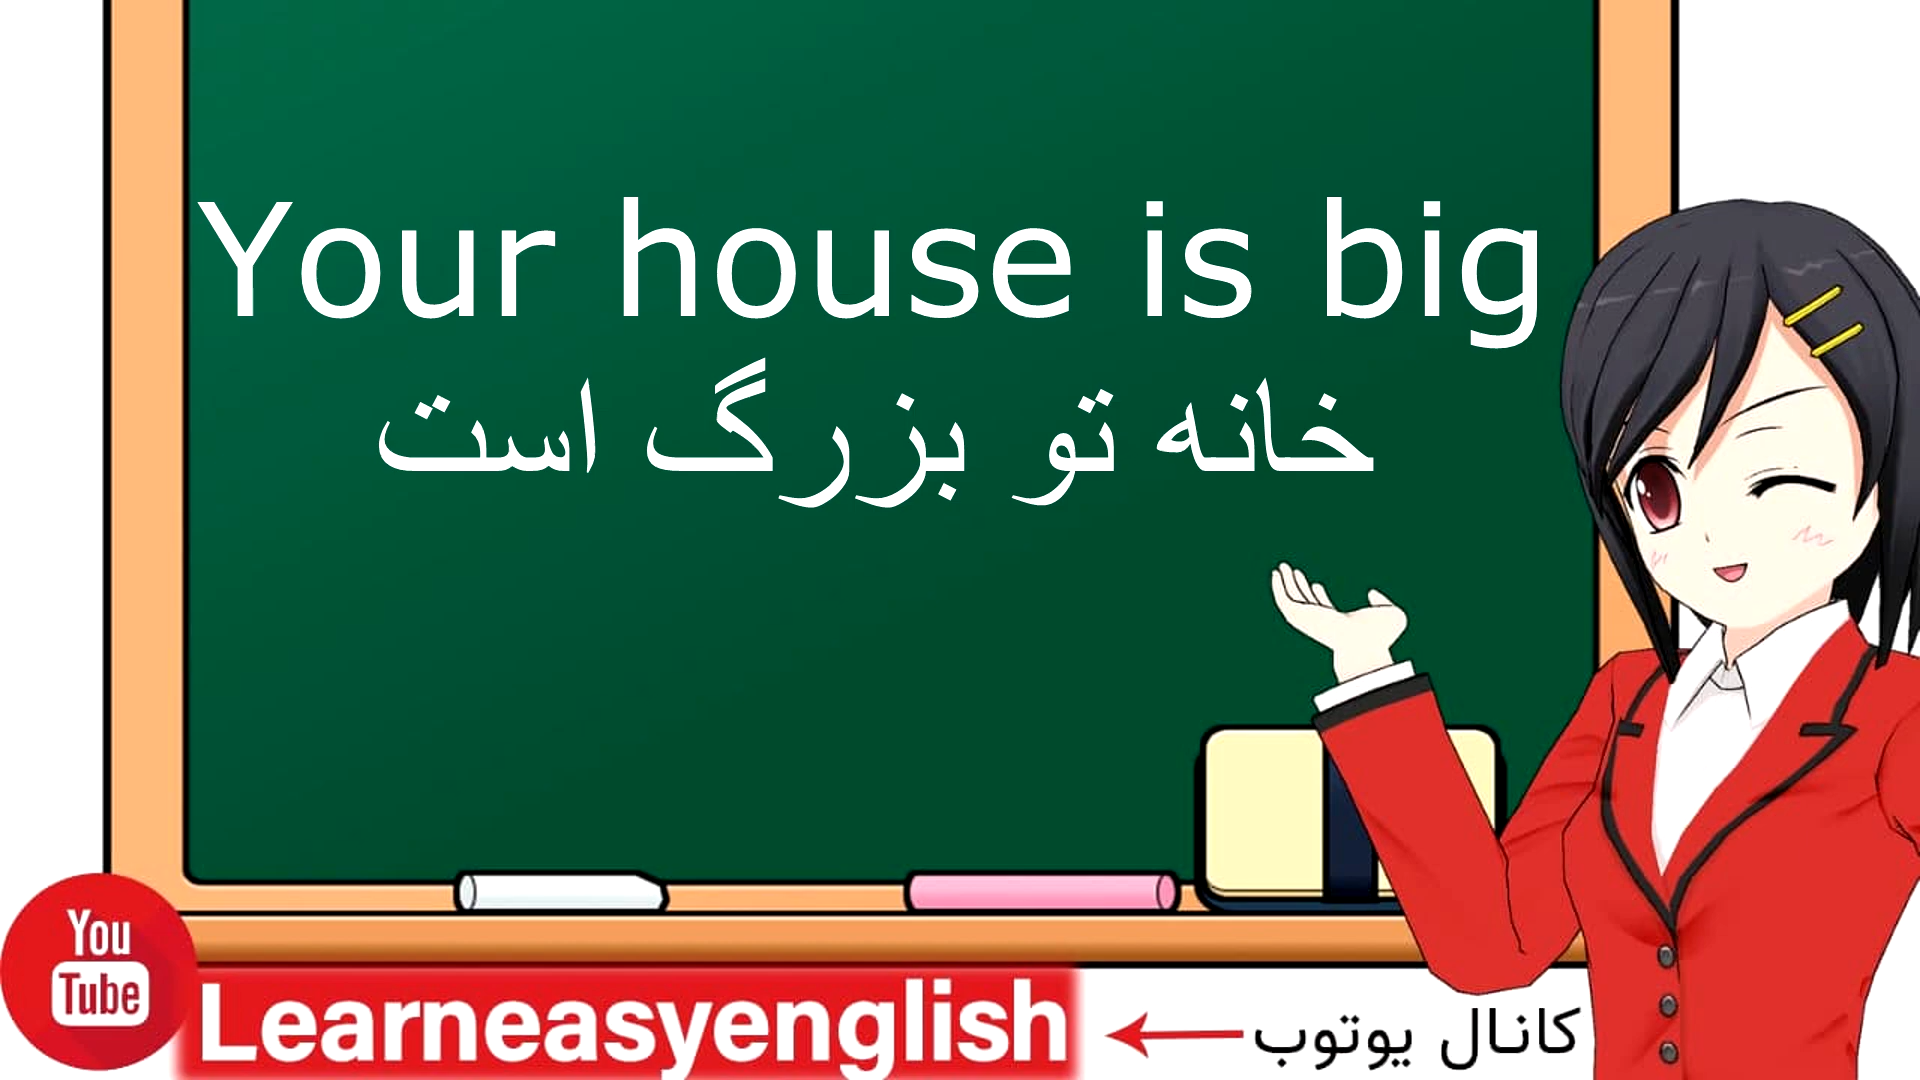 Your house is big
خانه تو بزرگ است
You
Tube
Learneasyenglish
کانال یوتوب